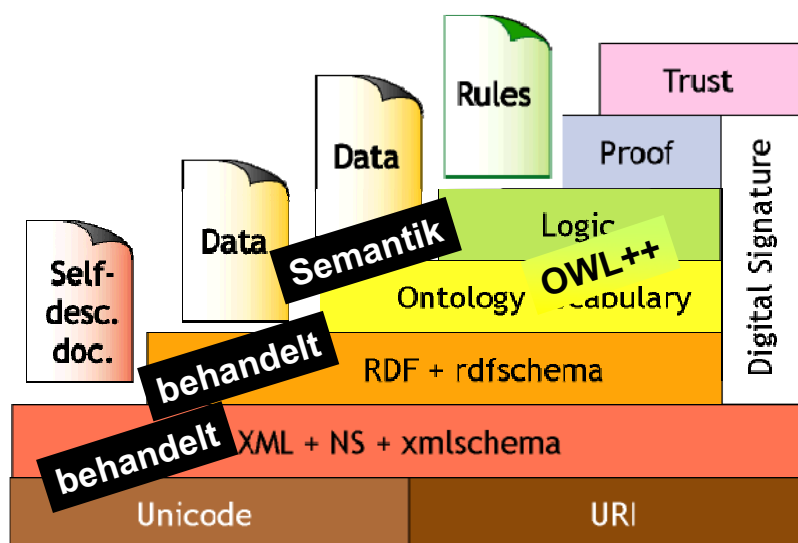 Rules
Trust
Data
Proof
Data
Semantik
Logic
OWL++
Self-
desc.
doc.
Ontology
Digital Signature
behandelt
RDF + rdfschema
behandelt
XML + NS + xmlschema
Unicode
URI